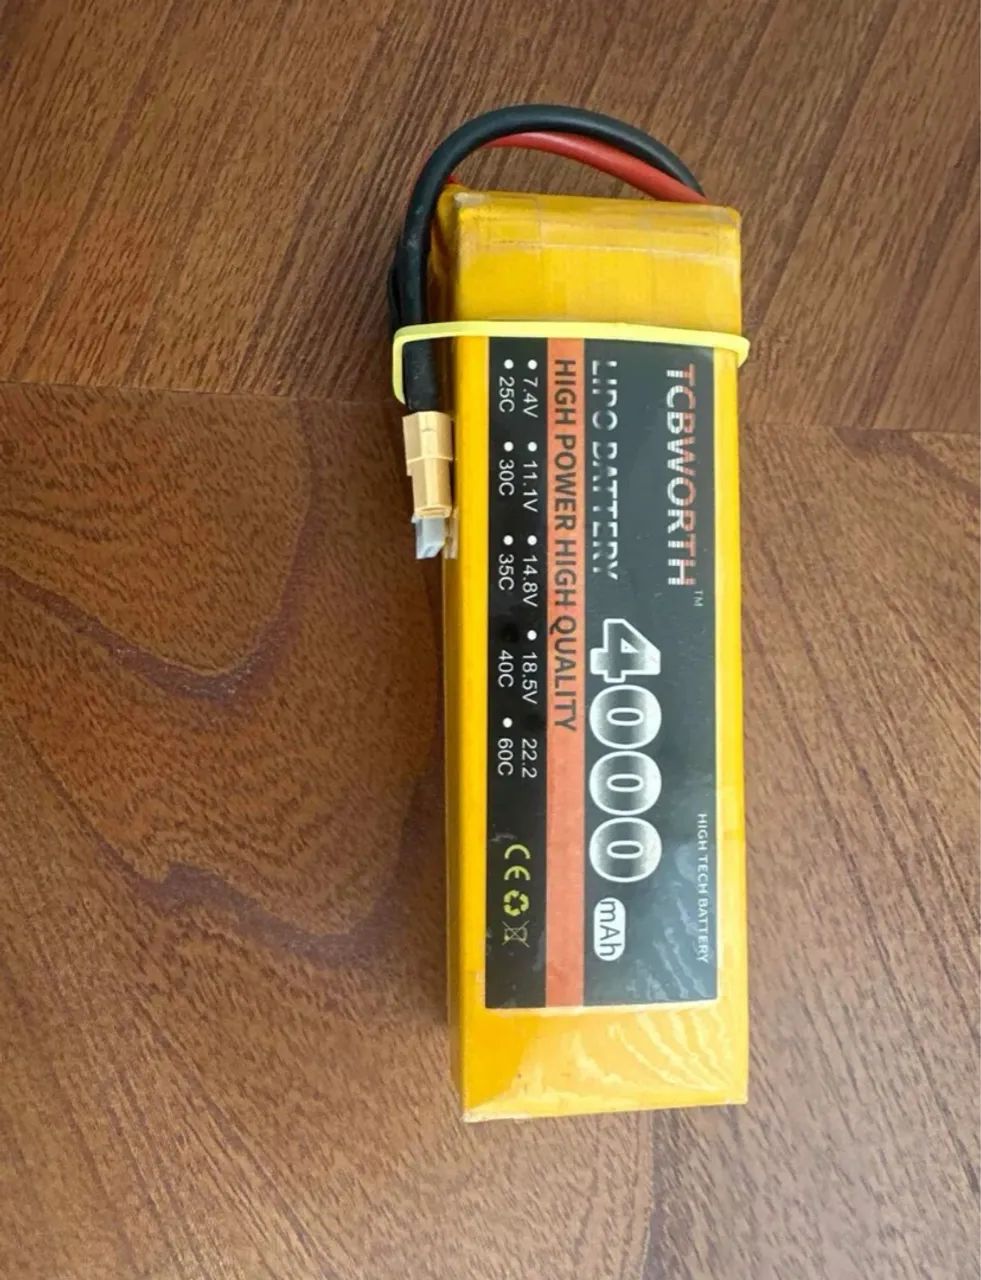 TCBWORTH™
HIGH TECH BATTERY
LIPO BATTERY 4000 mAh
HIGH POWER HIGH QUALITY
• 7.4V • 11.1V • 14.8V • 18.5V 22.2
• 25C • 30C • 35C 40C • 60C
CE